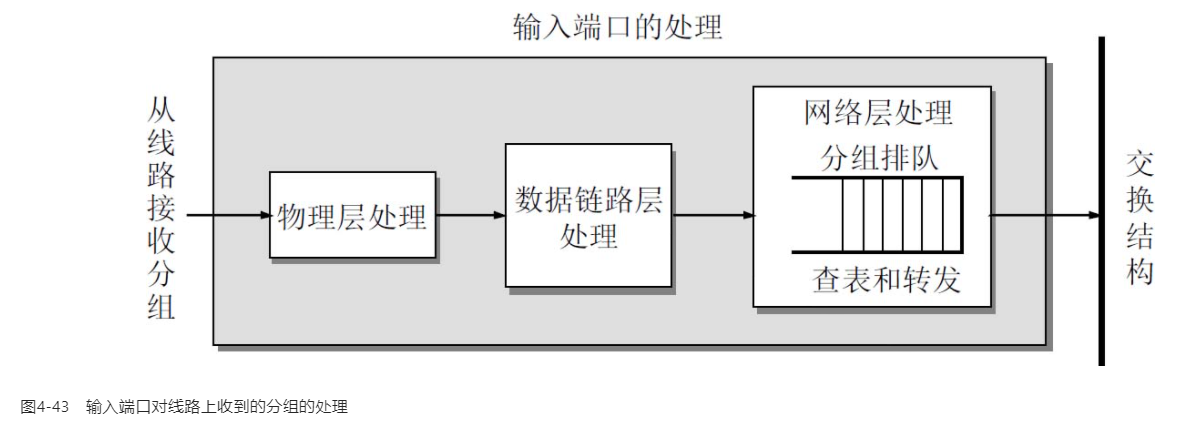 输入端口的处理
从线路接收分组
物理层处理
数据链路层
处理
网络层处理
分组排队
查表和转发
交换结构
图4-43 输入端口对线路上收到的分组的处理